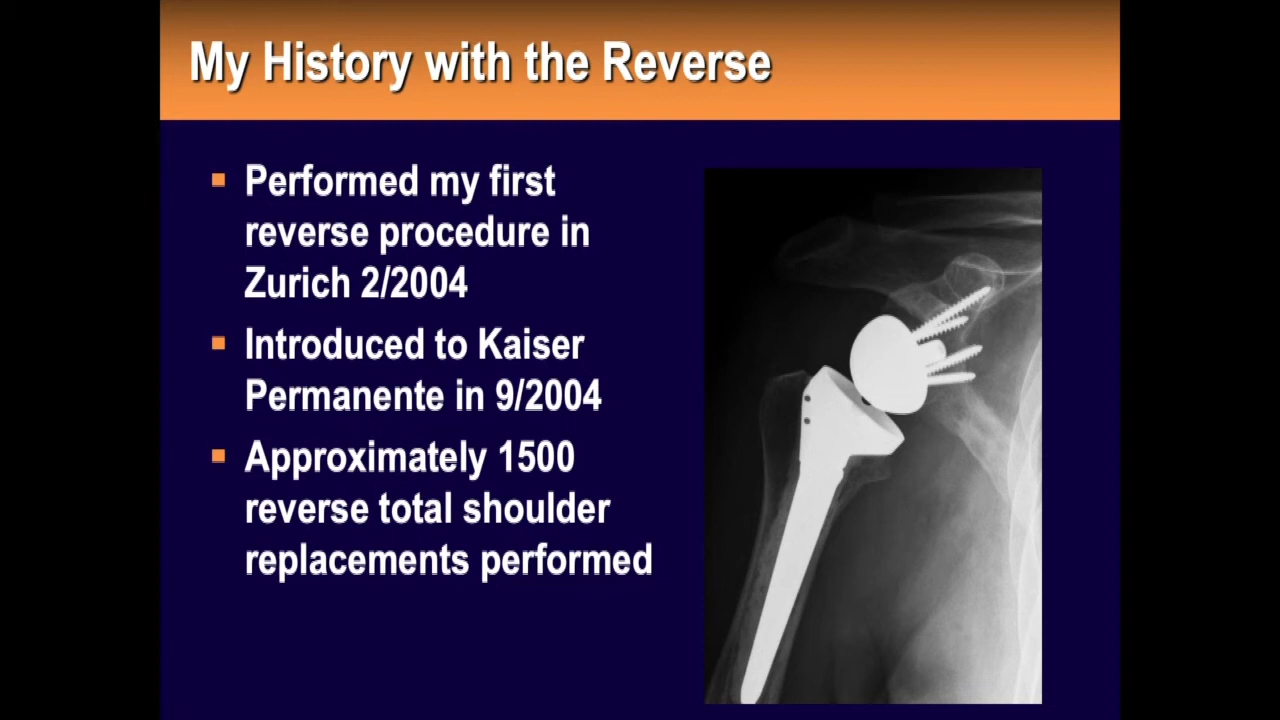 My History with the Reverse
Performed my first
reverse procedure in
Zurich 2/2004
Introduced to Kaiser
Permanente in 9/2004
Approximately 1500
reverse total shoulder
replacements performed